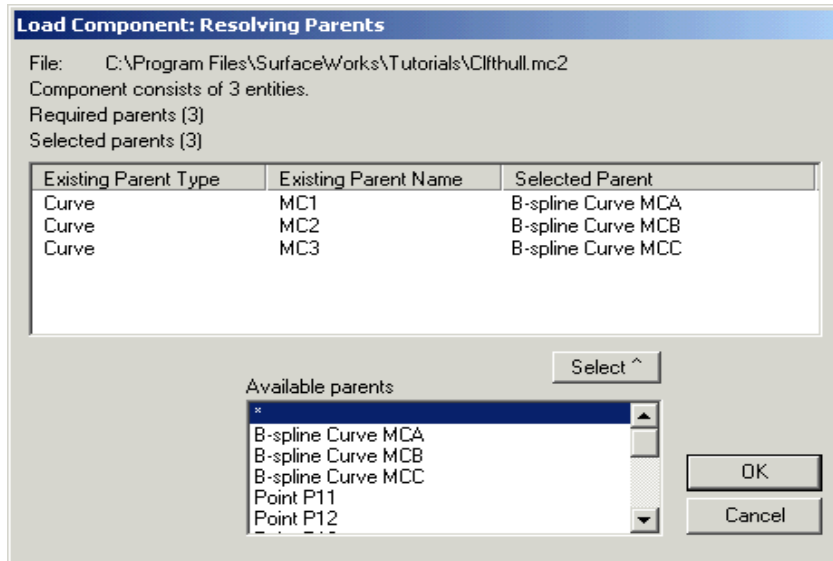 Load Component: Resolving Parents
File: C:\Program Files\SurfaceWorks\Tutorials\Clfthull.mc2
Component consists of 3 entities.
Required parents (3)
Selected parents (3)
Existing Parent Type Existing Parent Name Selected Parent
Curve MC1 B-spline Curve MCA
Curve MC2 B-spline Curve MCB
Curve MC3 B-spline Curve MCC
Select ^
Available parents
*
B-spline Curve MCA
B-spline Curve MCB
B-spline Curve MCC
Point P11
Point P12
OK
Cancel